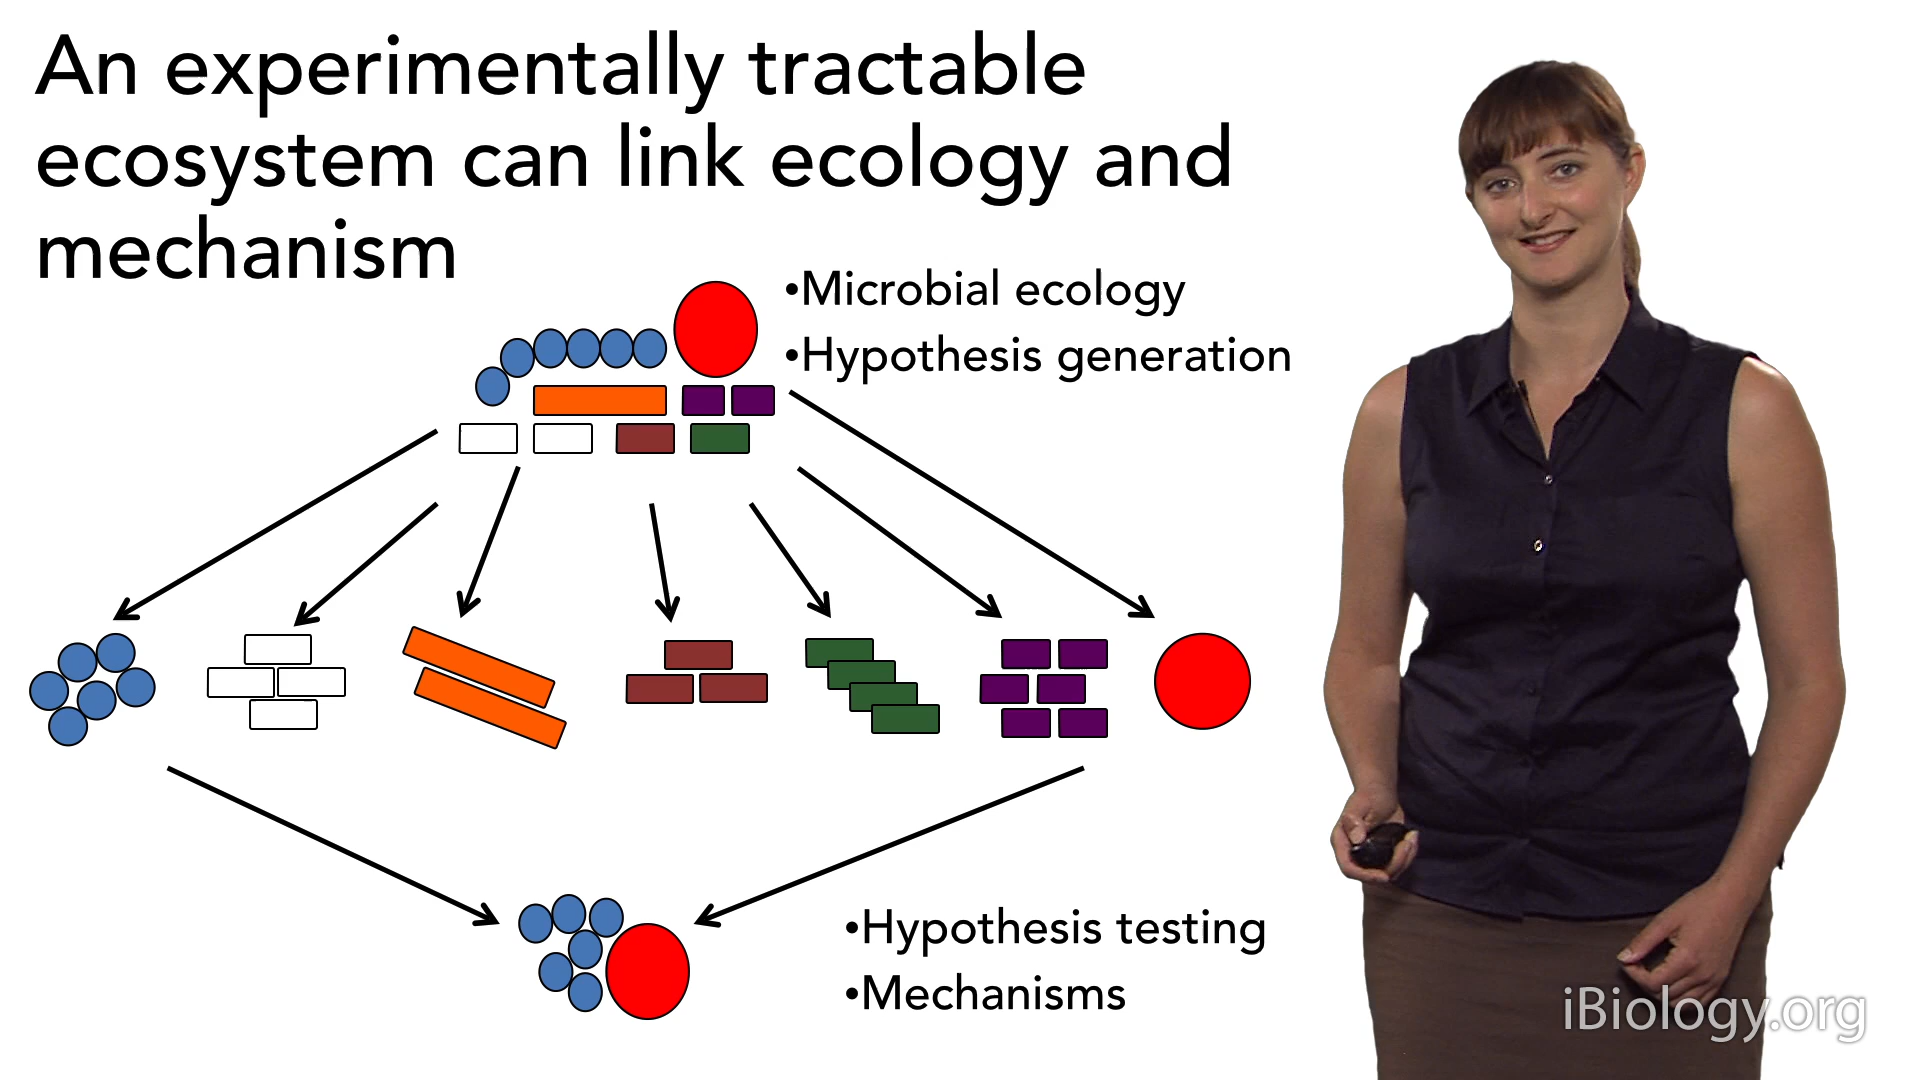 An experimentally tractable
ecosystem can link ecology and
mechanism
•Microbial ecology
•Hypothesis generation
•Hypothesis testing
•Mechanisms
iBiology.org